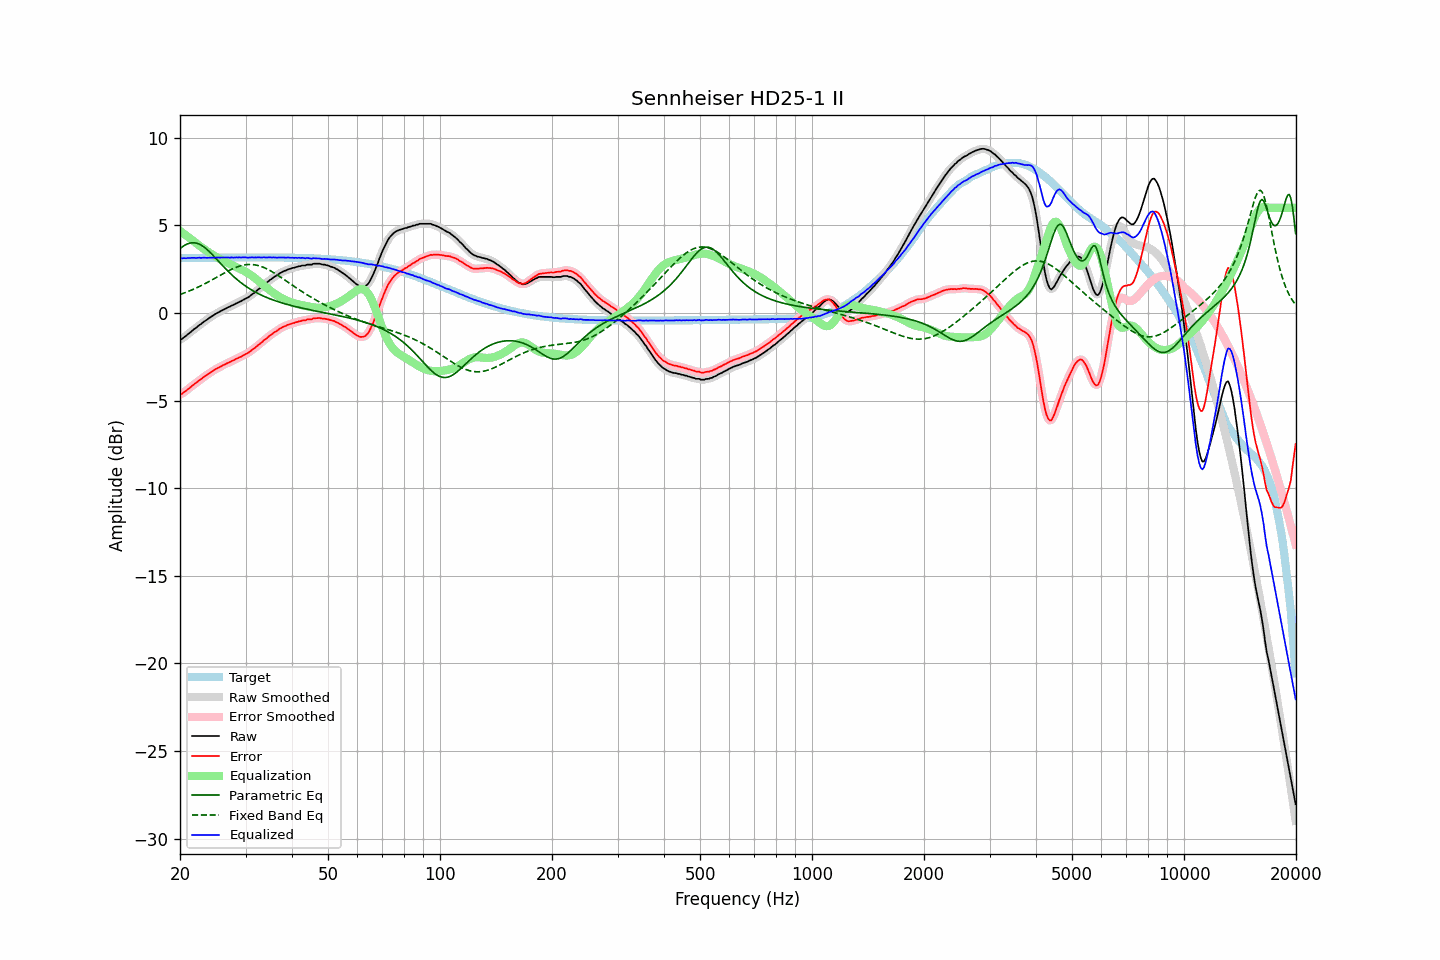 Sennheiser HD25-1 II
10
5
0
−5
−10
−15
−20
−25
−30
Amplitude (dBr)
Target
Raw Smoothed
Error Smoothed
Raw
Error
Equalization
Parametric Eq
Fixed Band Eq
Equalized
20
50
100
200
500
1000
2000
5000
10000
20000
Frequency (Hz)